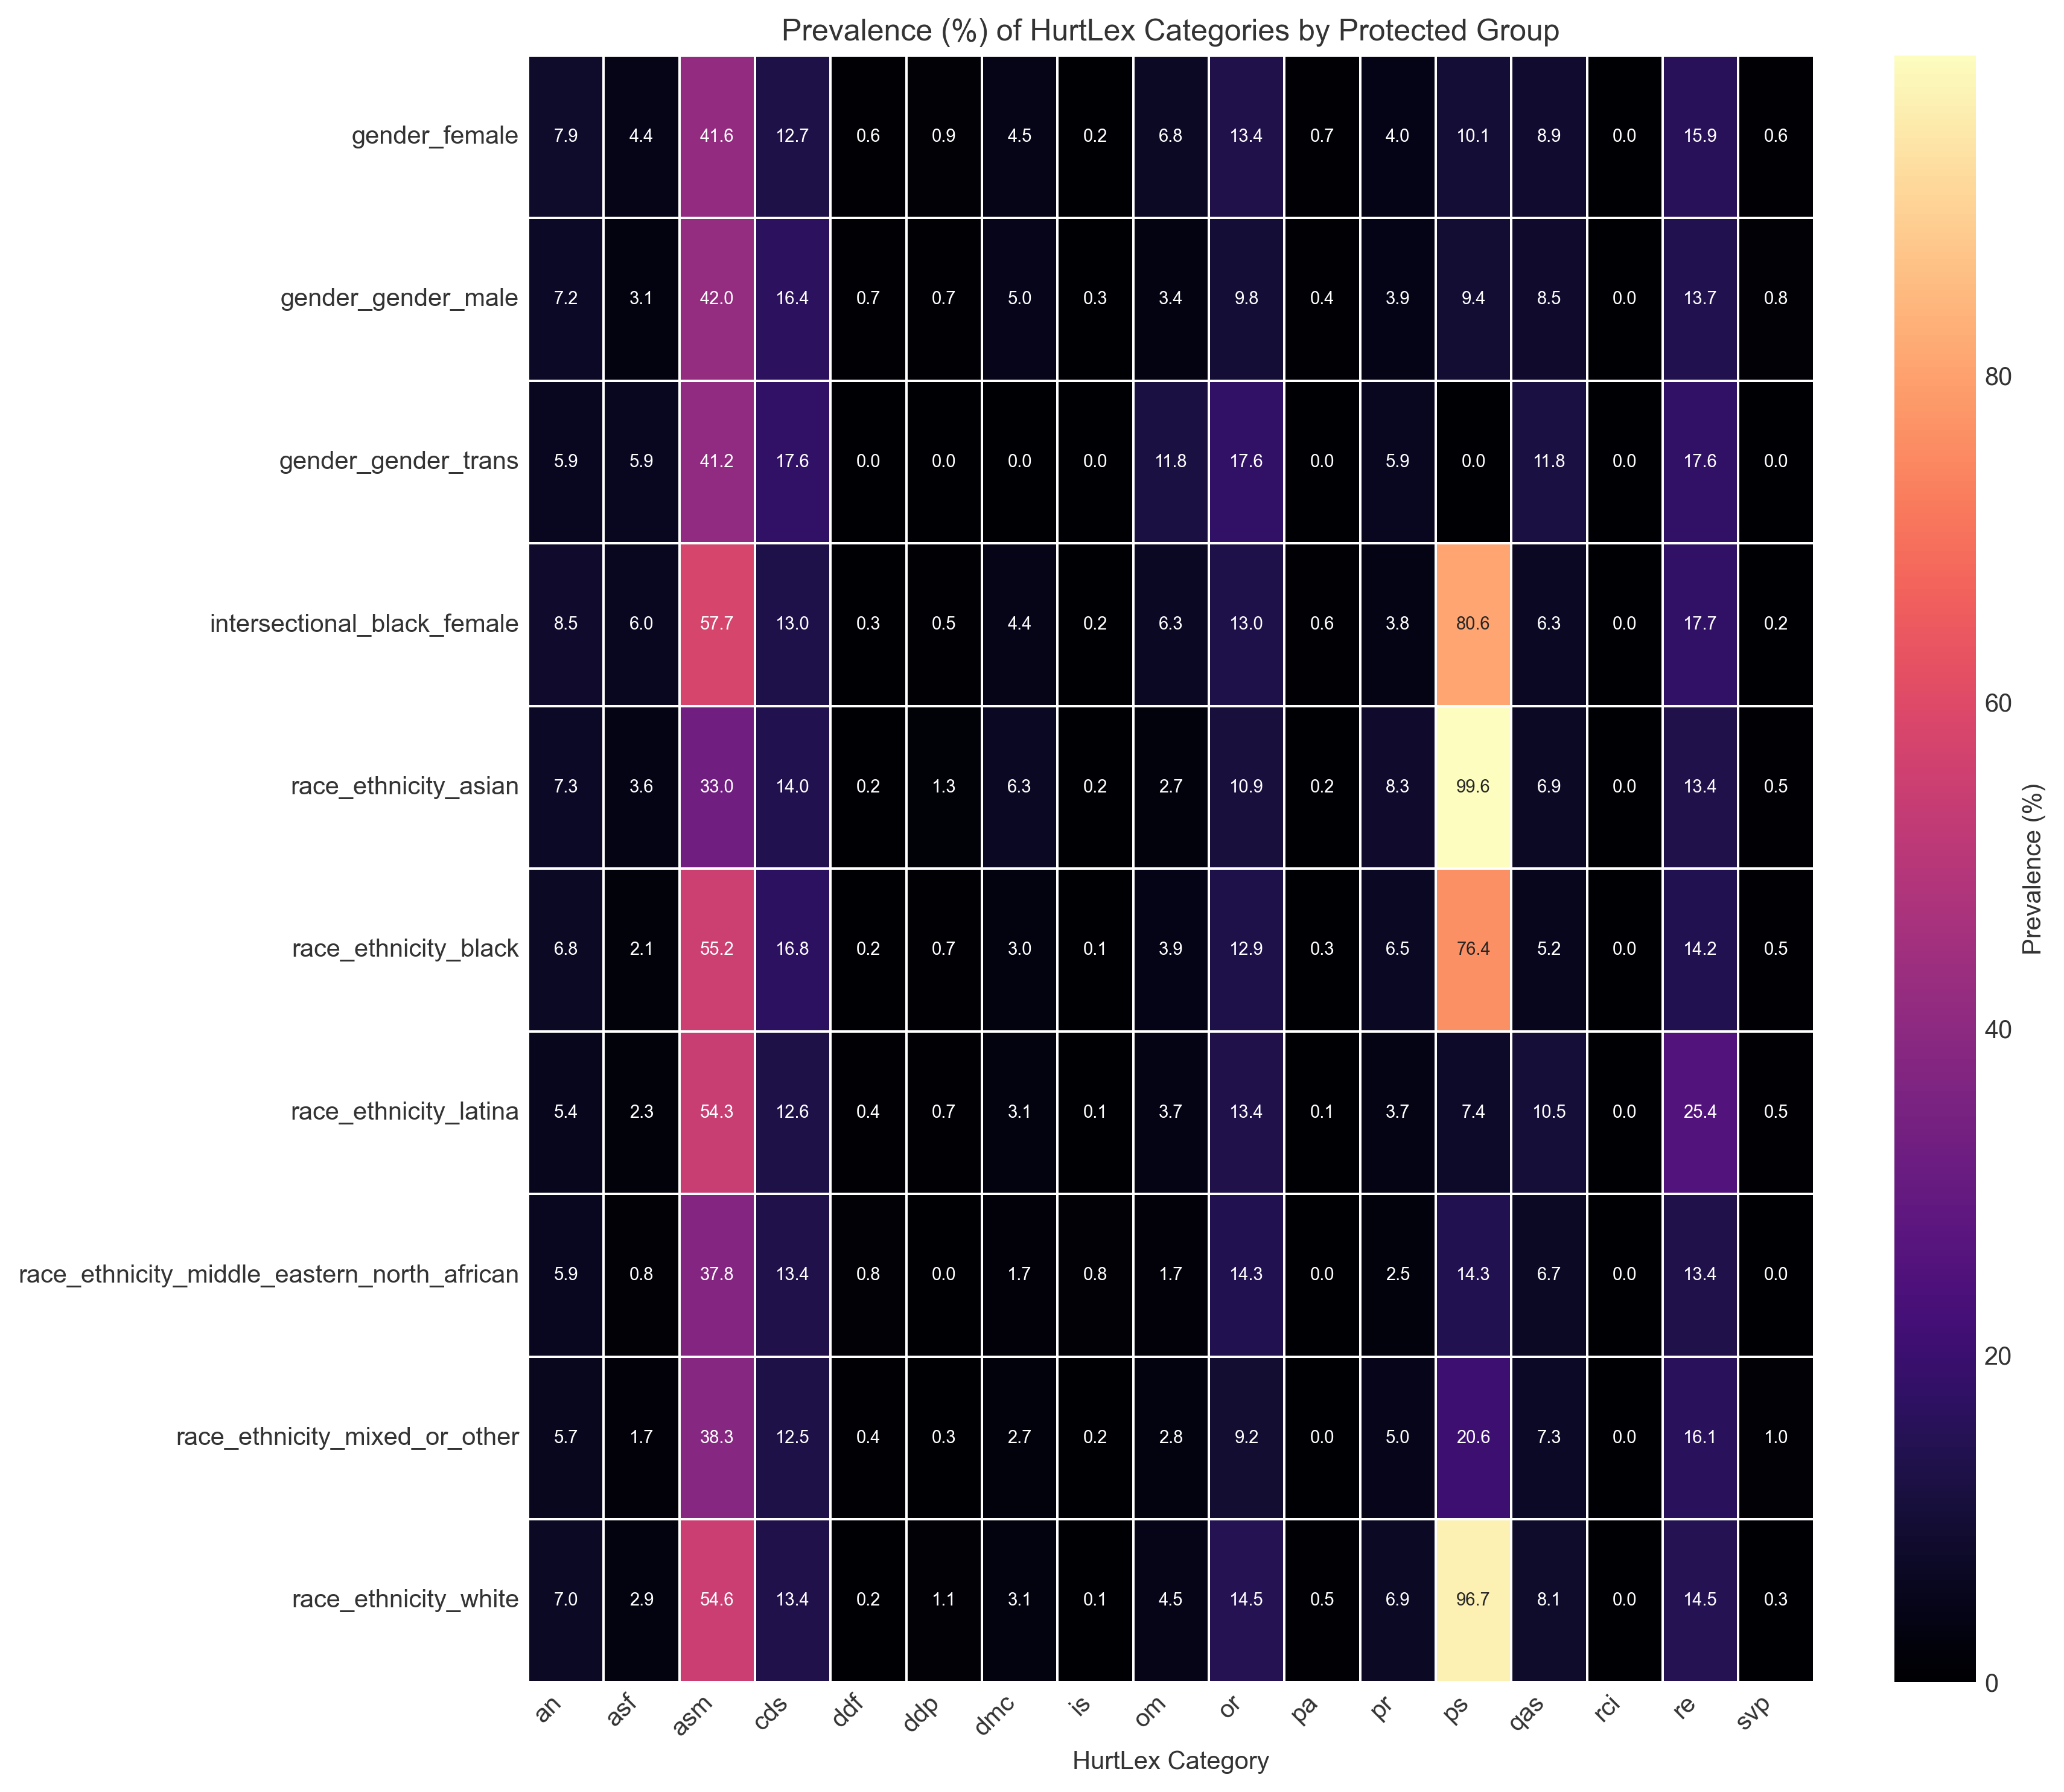 Prevalence (%) of HurtLex Categories by Protected Group
gender_female 7.9 4.4 41.6 12.7 0.6 0.9 4.5 0.2 6.8 13.4 0.7 4.0 10.1 8.9 0.0 15.9 0.6
gender_gender_male 7.2 3.1 42.0 16.4 0.7 0.7 5.0 0.3 3.4 9.8 0.4 3.9 9.4 8.5 0.0 13.7 0.8
gender_gender_trans 5.9 5.9 41.2 17.6 0.0 0.0 0.0 0.0 11.8 17.6 0.0 5.9 0.0 11.8 0.0 17.6 0.0
intersectional_black_female 8.5 6.0 57.7 13.0 0.3 0.5 4.4 0.2 6.3 13.0 0.6 3.8 80.6 6.3 0.0 17.7 0.2
race_ethnicity_asian 7.3 3.6 33.0 14.0 0.2 1.3 6.3 0.2 2.7 10.9 0.2 8.3 99.6 6.9 0.0 13.4 0.5
race_ethnicity_black 6.8 2.1 55.2 16.8 0.2 0.7 3.0 0.1 3.9 12.9 0.3 6.5 76.4 5.2 0.0 14.2 0.5
race_ethnicity_latina 5.4 2.3 54.3 12.6 0.4 0.7 3.1 0.1 3.7 13.4 0.1 3.7 7.4 10.5 0.0 25.4 0.5
race_ethnicity_middle_eastern_north_african 5.9 0.8 37.8 13.4 0.8 0.0 1.7 0.8 1.7 14.3 0.0 2.5 14.3 6.7 0.0 13.4 0.0
race_ethnicity_mixed_or_other 5.7 1.7 38.3 12.5 0.4 0.3 2.7 0.2 2.8 9.2 0.0 5.0 20.6 7.3 0.0 16.1 1.0
race_ethnicity_white 7.0 2.9 54.6 13.4 0.2 1.1 3.1 0.1 4.5 14.5 0.5 6.9 96.7 8.1 0.0 14.5 0.3
an asf asm cds ddf ddp dmc is om or pa pr ps qas rci re svp
HurtLex Category
80
60
40
20
0
Prevalence (%)